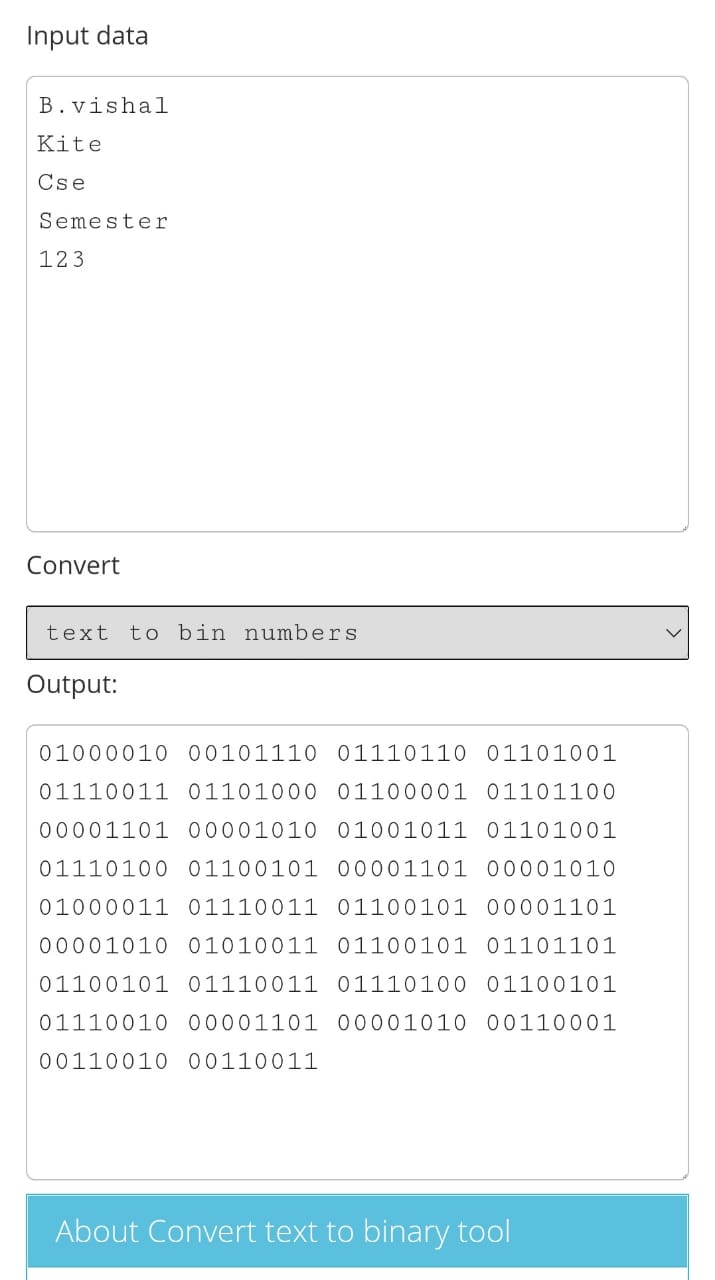 Input data
B.vishal
Kite
Cse
Semester
123
Convert
text to bin numbers
Output:
01000010 00101110 01110110 01101001
01110011 01101000 01100001 01101100
00001101 00001010 01001011 01101001
01110100 01100101 00001101 00001010
01000011 01110011 01100101 00001101
00001010 01010011 01100101 01101101
01100101 01110011 01110100 01100101
01110010 00001101 00001010 00110001
00110010 00110011
About Convert text to binary tool